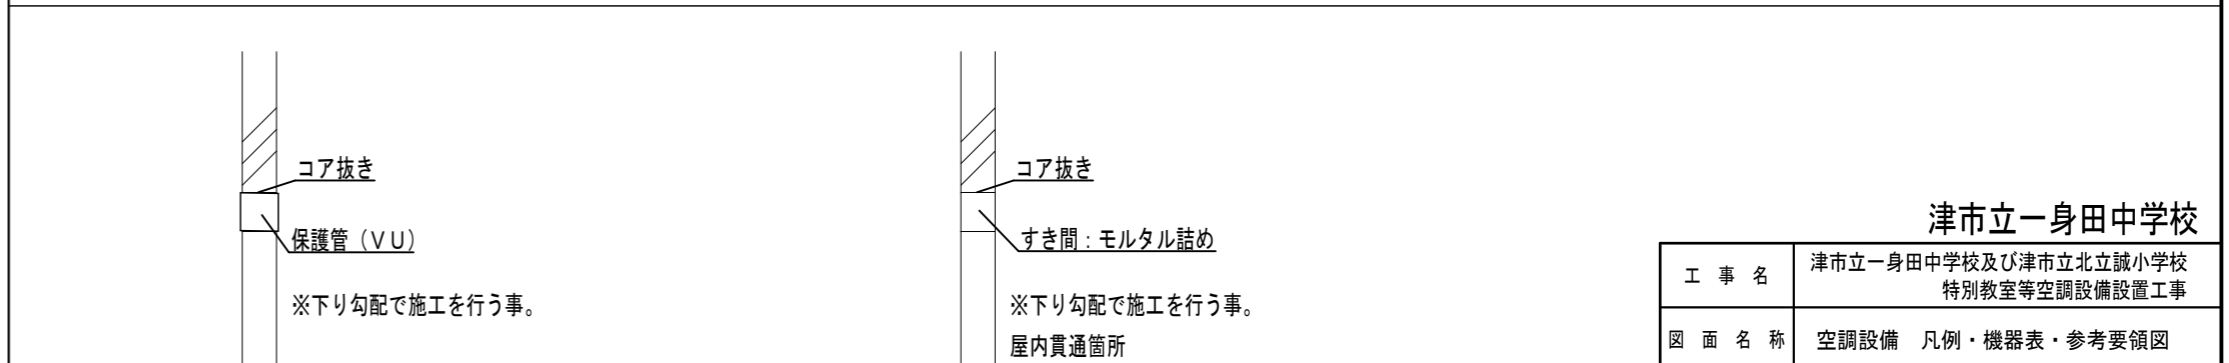 コア抜き
保護管（ＶＵ）
※下り勾配で施工を行う事。
コア抜き
すき間：モルタル詰め
※下り勾配で施工を行う事。
屋内貫通箇所
津市立一身田中学校
工 事 名
津市立一身田中学校及び津市立北立誠小学校
特別教室等空調設備設置工事
図 面 名 称
空調設備　凡例・機器表・参考要領図